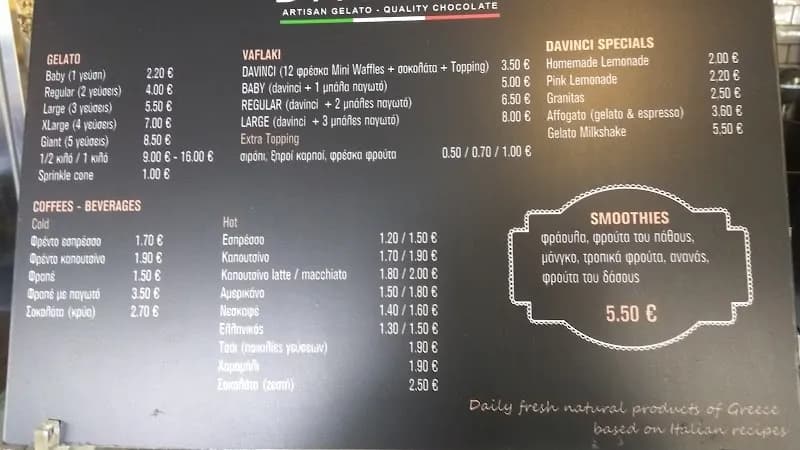 ARTISAN GELATO - QUALITY CHOCOLATE
GELATO
Baby (1 γεύση) 2.20 €
Regular (2 γεύσεις) 4.00 €
Large (3 γεύσεις) 5.50 €
XLarge (4 γεύσεις) 7.00 €
Giant (5 γεύσεις) 8.50 €
1/2 κιλό / 1 κιλό 9.00 € - 16.00 €
Sprinkle cone 1.00 €
VAFLAKI
DAVINCI (12 φρέσκα Mini Waffles + σοκολάτα + Topping) 3.50 €
BABY (davinci + 1 μπάλα παγωτό) 5.00 €
REGULAR (davinci + 2 μπάλες παγωτό) 6.50 €
LARGE (davinci + 3 μπάλες παγωτό) 8.00 €
Extra Topping
σιρόπι, ξηροί καρποί, φρέσκα φρούτα 0.50 / 0.70 / 1.00 €
DAVINCI SPECIALS
Homemade Lemonade 2.00 €
Pink Lemonade 2.20 €
Granitas 2.50 €
Affogato (gelato & espresso) 3.60 €
Gelato Milkshake 5.50 €
COFFEES - BEVERAGES
Cold
Φρέντο εσπρέσσο 1.70 €
Φρέντο καπουτσίνο 1.90 €
Φραπέ 1.50 €
Φραπέ με παγωτό 3.50 €
Σοκολάτα (κρύα) 2.70 €
Hot
Εσπρέσσο 1.20 / 1.50 €
Καπουτσίνο 1.70 / 1.90 €
Καπουτσίνο latte / macchiato 1.80 / 2.00 €
Αμερικάνο 1.50 / 1.80 €
Νεσκαφέ 1.40 / 1.60 €
Ελληνικός 1.30 / 1.50 €
Τσάι (ποικιλίες γεύσεων) 1.90 €
Χαμομήλι 1.90 €
Σοκολάτα (ζεστή) 2.50 €
SMOOTHIES
φράουλα, φρούτα του πάθους,
μάνγκο, τροπικά φρούτα, ανανάς,
φρούτα του δάσους
5.50 €
Daily fresh natural products of Greece
based on Italian recipes